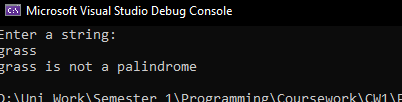 Microsoft Visual Studio Debug Console
Enter a string:
grass
grass is not a palindrome
D:\Uni Work\Semester 1\Programming\Coursework\CW1\